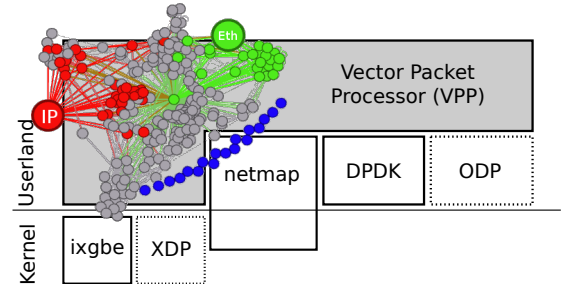 Eth
IP
Vector Packet
Processor (VPP)
Userland
netmap
DPDK
ODP
Kernel
ixgbe
XDP